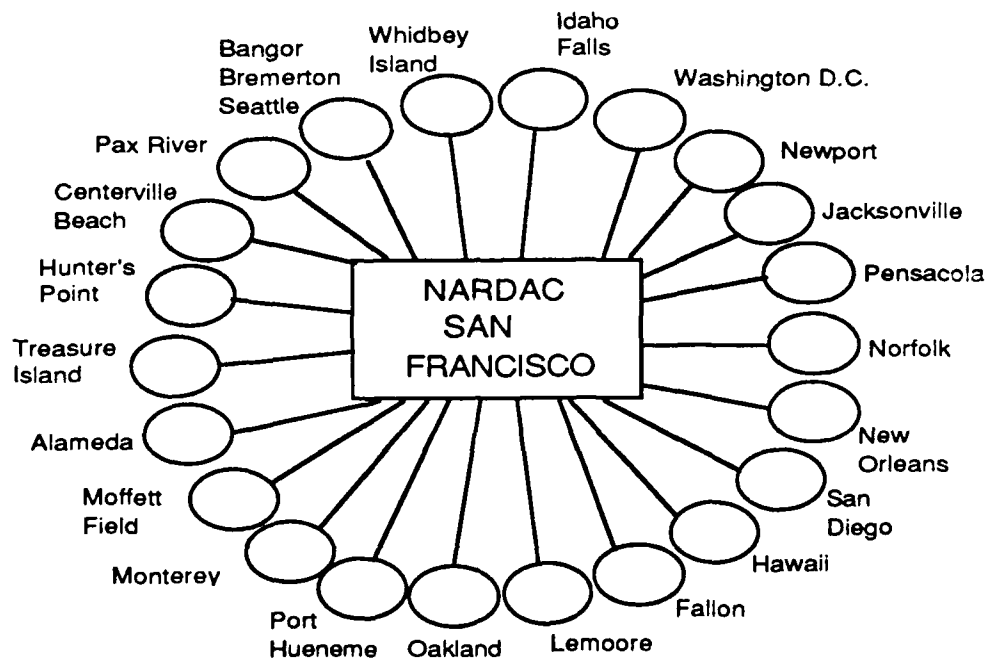 Idaho
Falls
Whidbey
Island
Bangor
Bremerton
Seattle
Washington D.C.
Pax River
Newport
Centerville
Beach
Jacksonville
Hunter's
Point
Pensacola
NARDAC
SAN
FRANCISCO
Treasure
Island
Norfolk
Alameda
New
Orleans
Moffett
Field
San
Diego
Monterey
Hawaii
Port
Hueneme
Oakland
Lemoore
Fallon